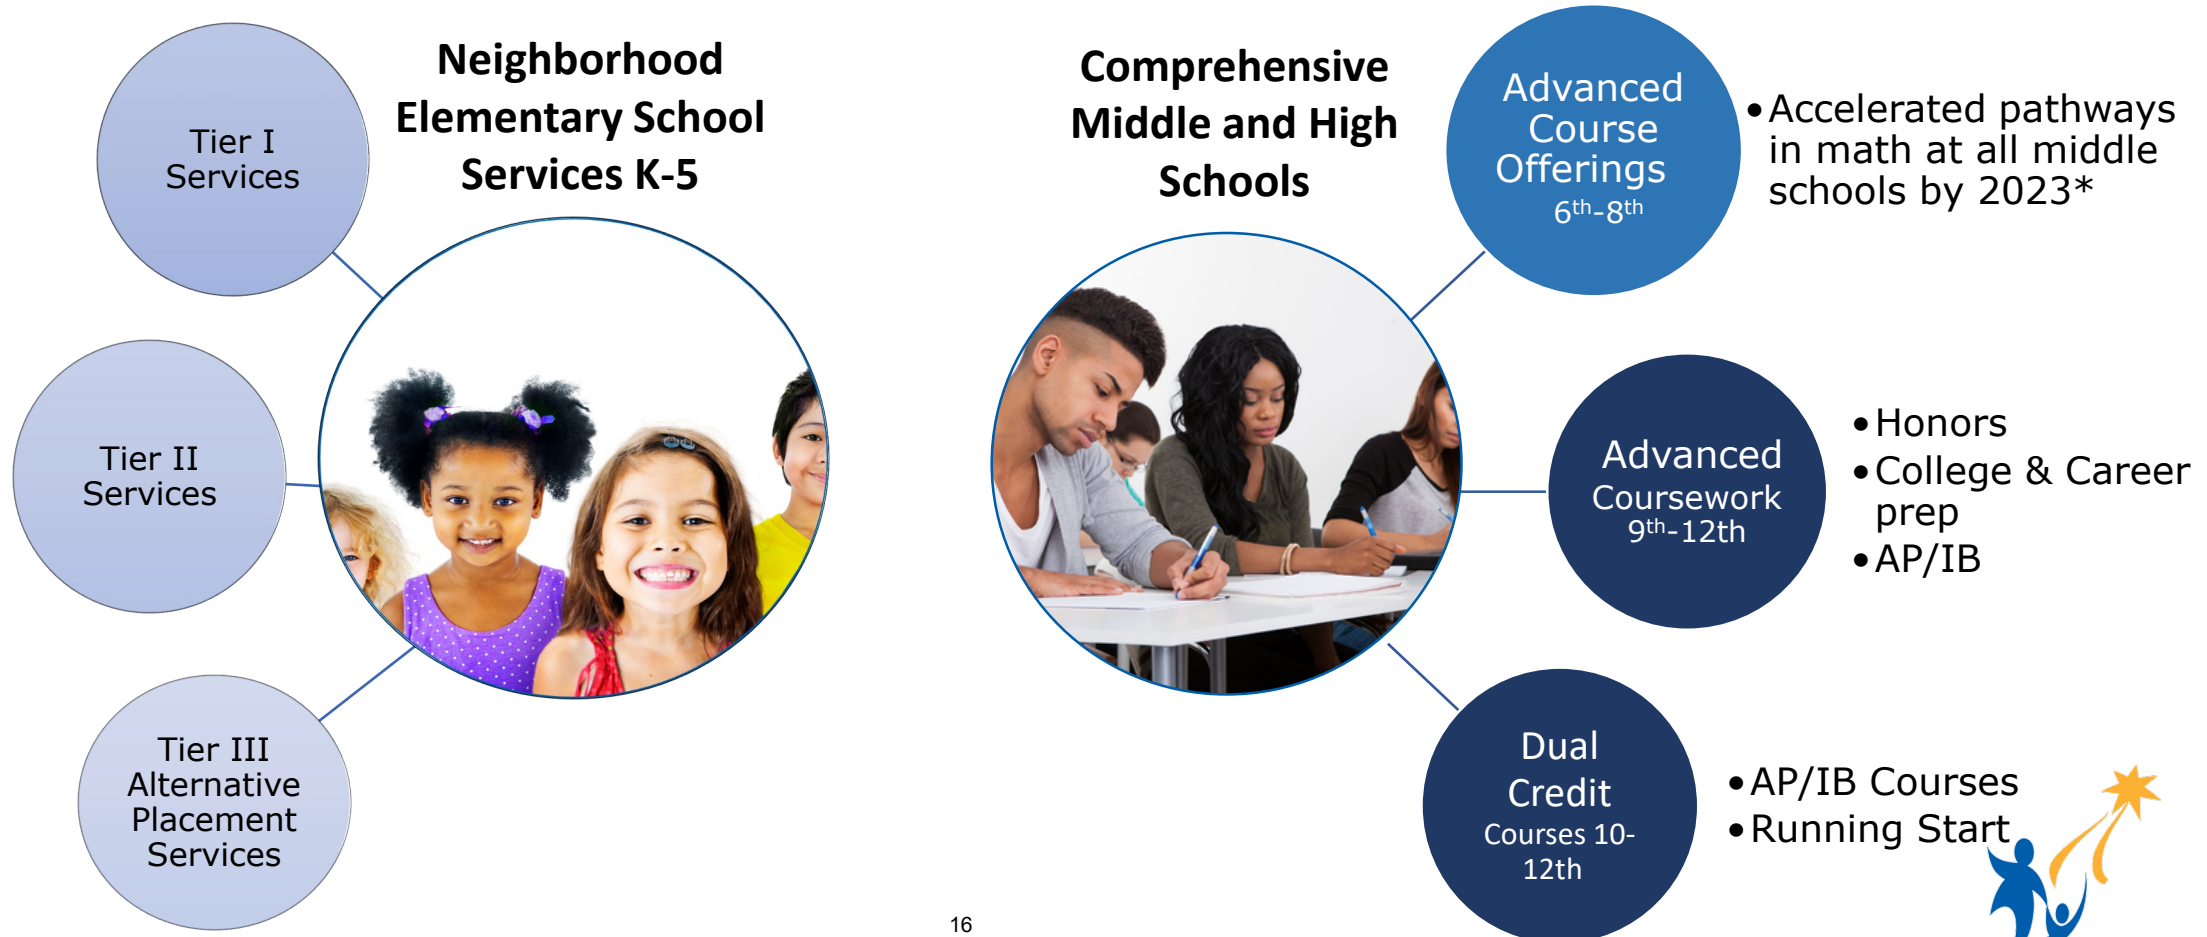 Neighborhood
Elementary School
Services K-5
Tier I
Services
Tier II
Services
Tier III
Alternative
Placement
Services
Comprehensive
Middle and High
Schools
Advanced
Course
Offerings
6th-8th
•Accelerated pathways
in math at all middle
schools by 2023*
Advanced
Coursework
9th-12th
•Honors
•College & Career
prep
•AP/IB
Dual
Credit
Courses 10-
12th
•AP/IB Courses
•Running Start
16